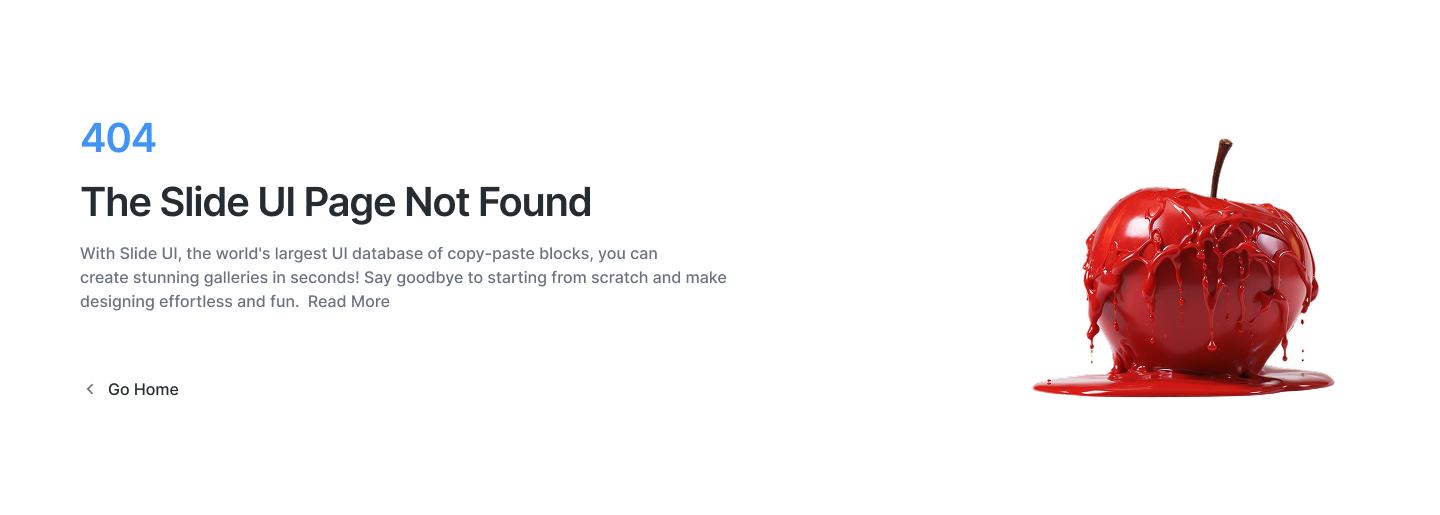 404
The Slide UI Page Not Found
With Slide UI, the world's largest UI database of copy-paste blocks, you can
create stunning galleries in seconds! Say goodbye to starting from scratch and make
designing effortless and fun.  Read More
Go Home